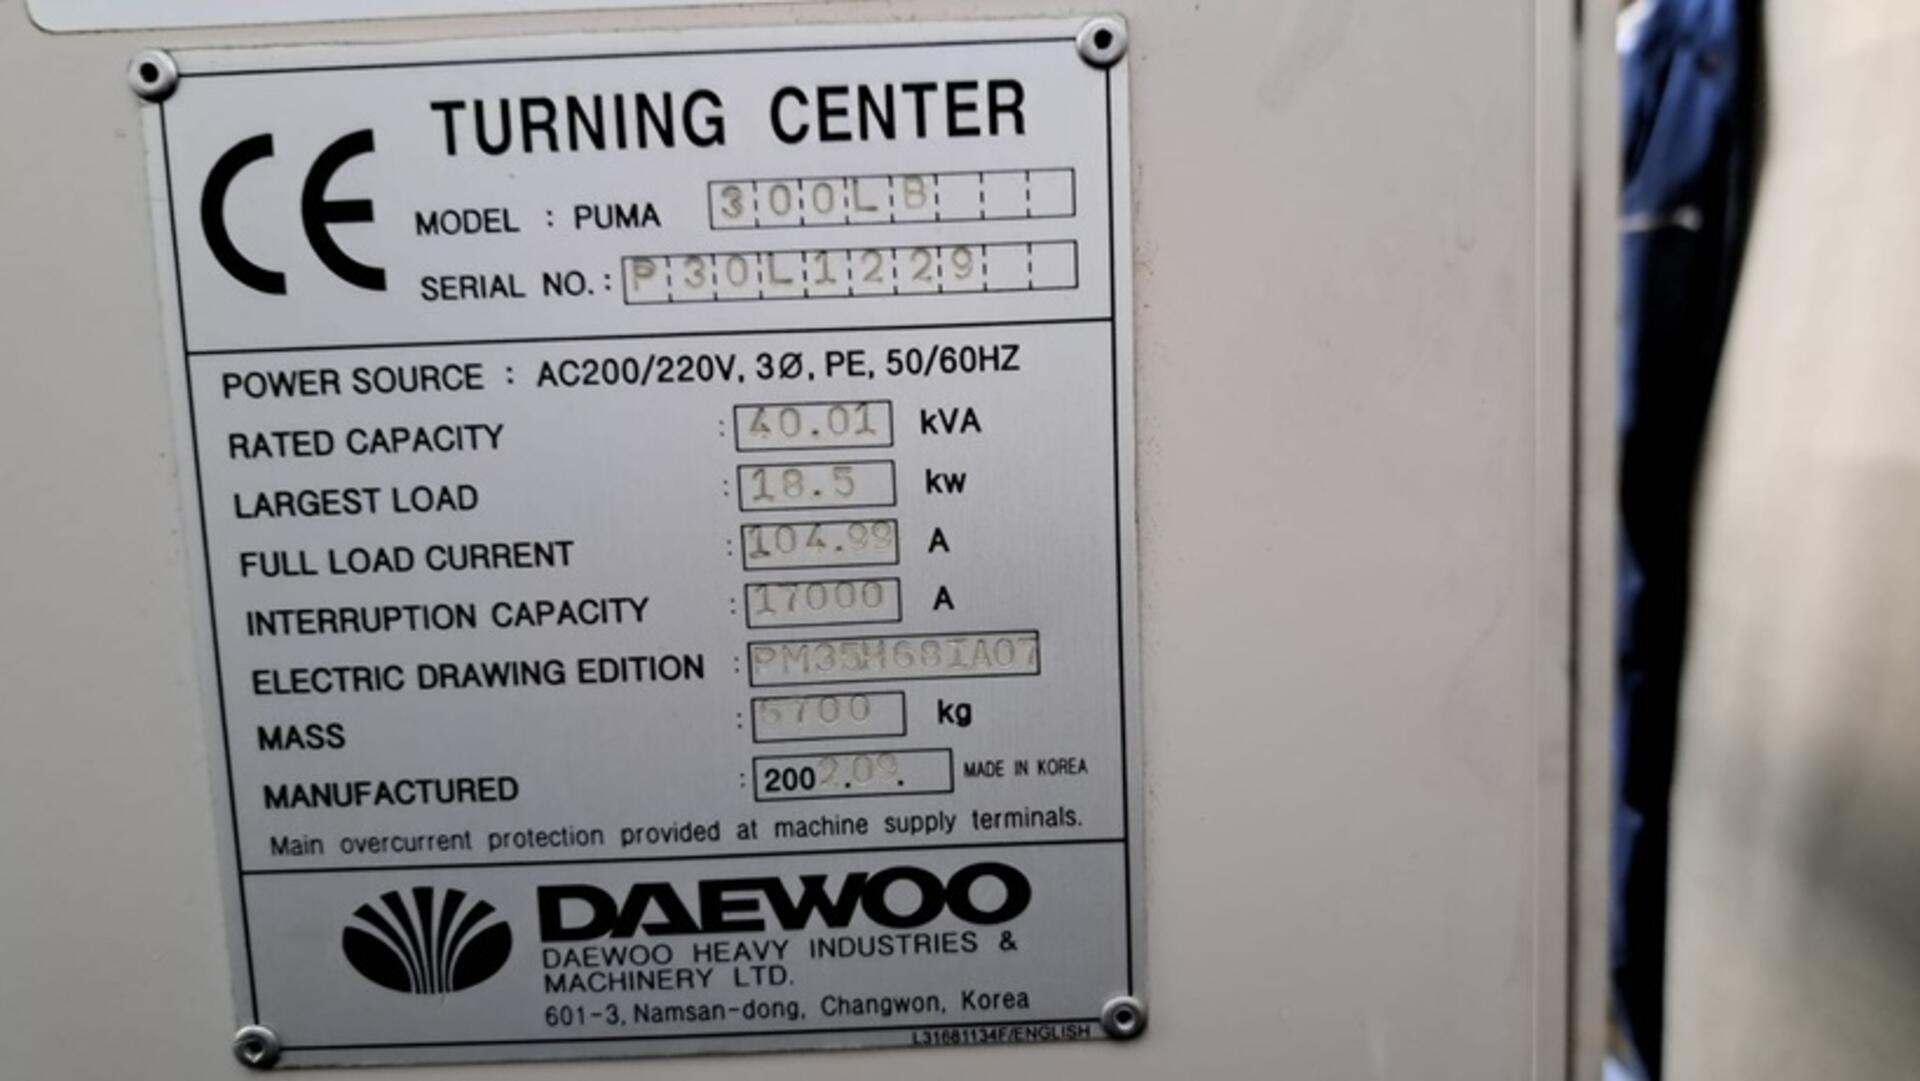 CE
TURNING CENTER
MODEL : PUMA 300LB
SERIAL NO. : P30L1229
POWER SOURCE : AC200/220V, 3Ø, PE, 50/60HZ
RATED CAPACITY : 40.01 kVA
LARGEST LOAD : 18.5 kw
FULL LOAD CURRENT : 104.99 A
INTERRUPTION CAPACITY : 17000 A
ELECTRIC DRAWING EDITION : PM35H68IA07
MASS : kg
MANUFACTURED : 2002.09. MADE IN KOREA
Main overcurrent protection provided at machine supply terminals.
DAEWOO
DAEWOO HEAVY INDUSTRIES &
MACHINERY LTD.
601-3, Namsan-dong, Changwon, Korea
L31681134F/ENGLISH